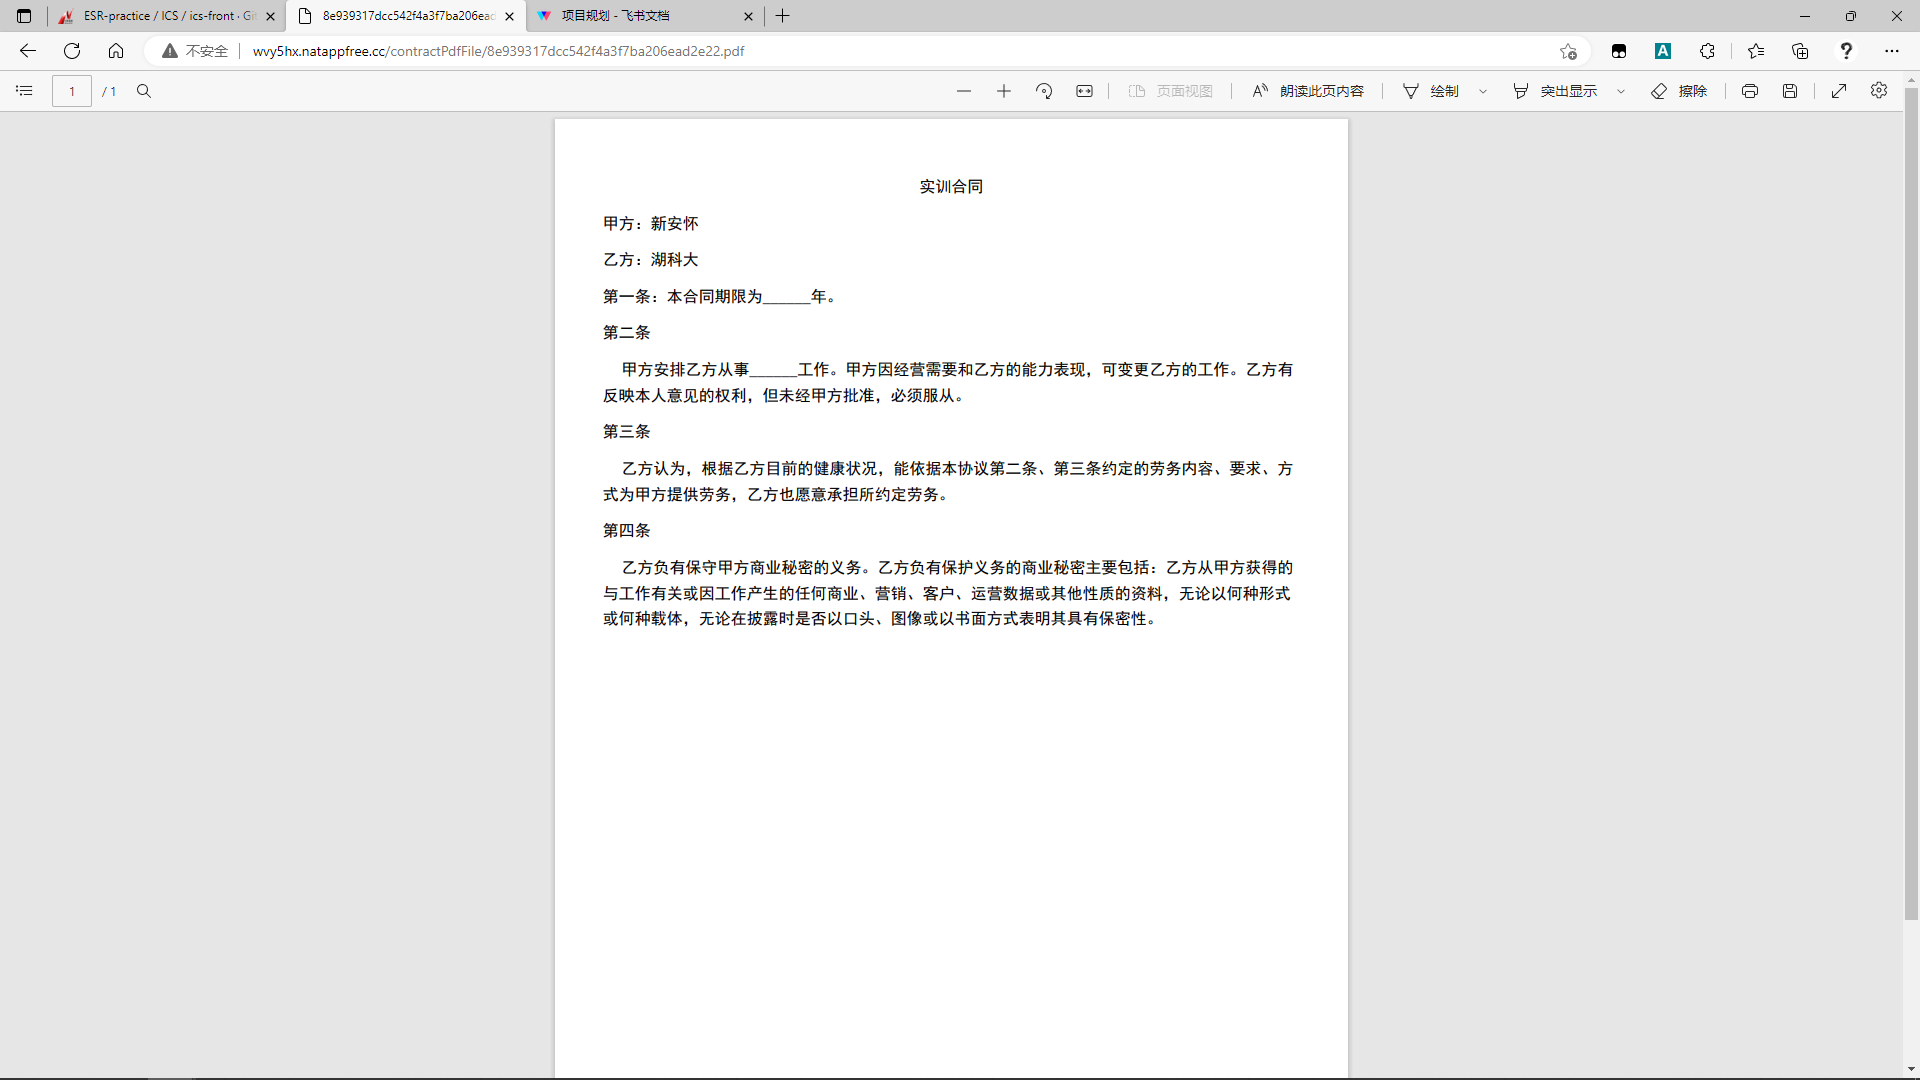 ESR-practice / ICS / ics-front · Gi
8e939317dcc542f4a3f7ba206ead
项目规划 - 飞书文档
不安全
wvy5hx.natappfree.cc/contractPdfFile/8e939317dcc542f4a3f7ba206ead2e22.pdf
1 / 1
页面视图
朗读此页内容
绘制
突出显示
擦除
实训合同
甲方：新安怀
乙方：湖科大
第一条：本合同期限为______年。
第二条
甲方安排乙方从事______工作。甲方因经营需要和乙方的能力表现，可变更乙方的工作。乙方有
反映本人意见的权利，但未经甲方批准，必须服从。
第三条
乙方认为，根据乙方目前的健康状况，能依据本协议第二条、第三条约定的劳务内容、要求、方
式为甲方提供劳务，乙方也愿意承担所约定劳务。
第四条
乙方负有保守甲方商业秘密的义务。乙方负有保护义务的商业秘密主要包括：乙方从甲方获得的
与工作有关或因工作产生的任何商业、营销、客户、运营数据或其他性质的资料，无论以何种形式
或何种载体，无论在披露时是否以口头、图像或以书面方式表明其具有保密性。